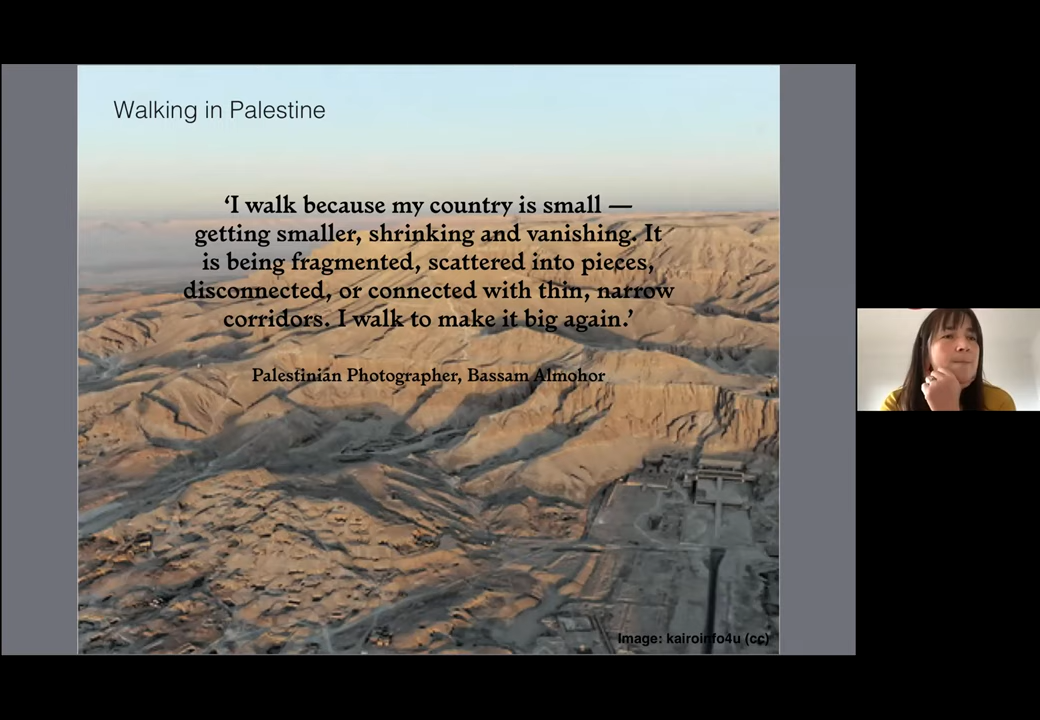 Walking in Palestine
‘I walk because my country is small —
getting smaller, shrinking and vanishing. It
is being fragmented, scattered into pieces,
disconnected, or connected with thin, narrow
corridors. I walk to make it big again.’
Palestinian Photographer, Bassam Almohor
Image: kairoinfo4u (cc)